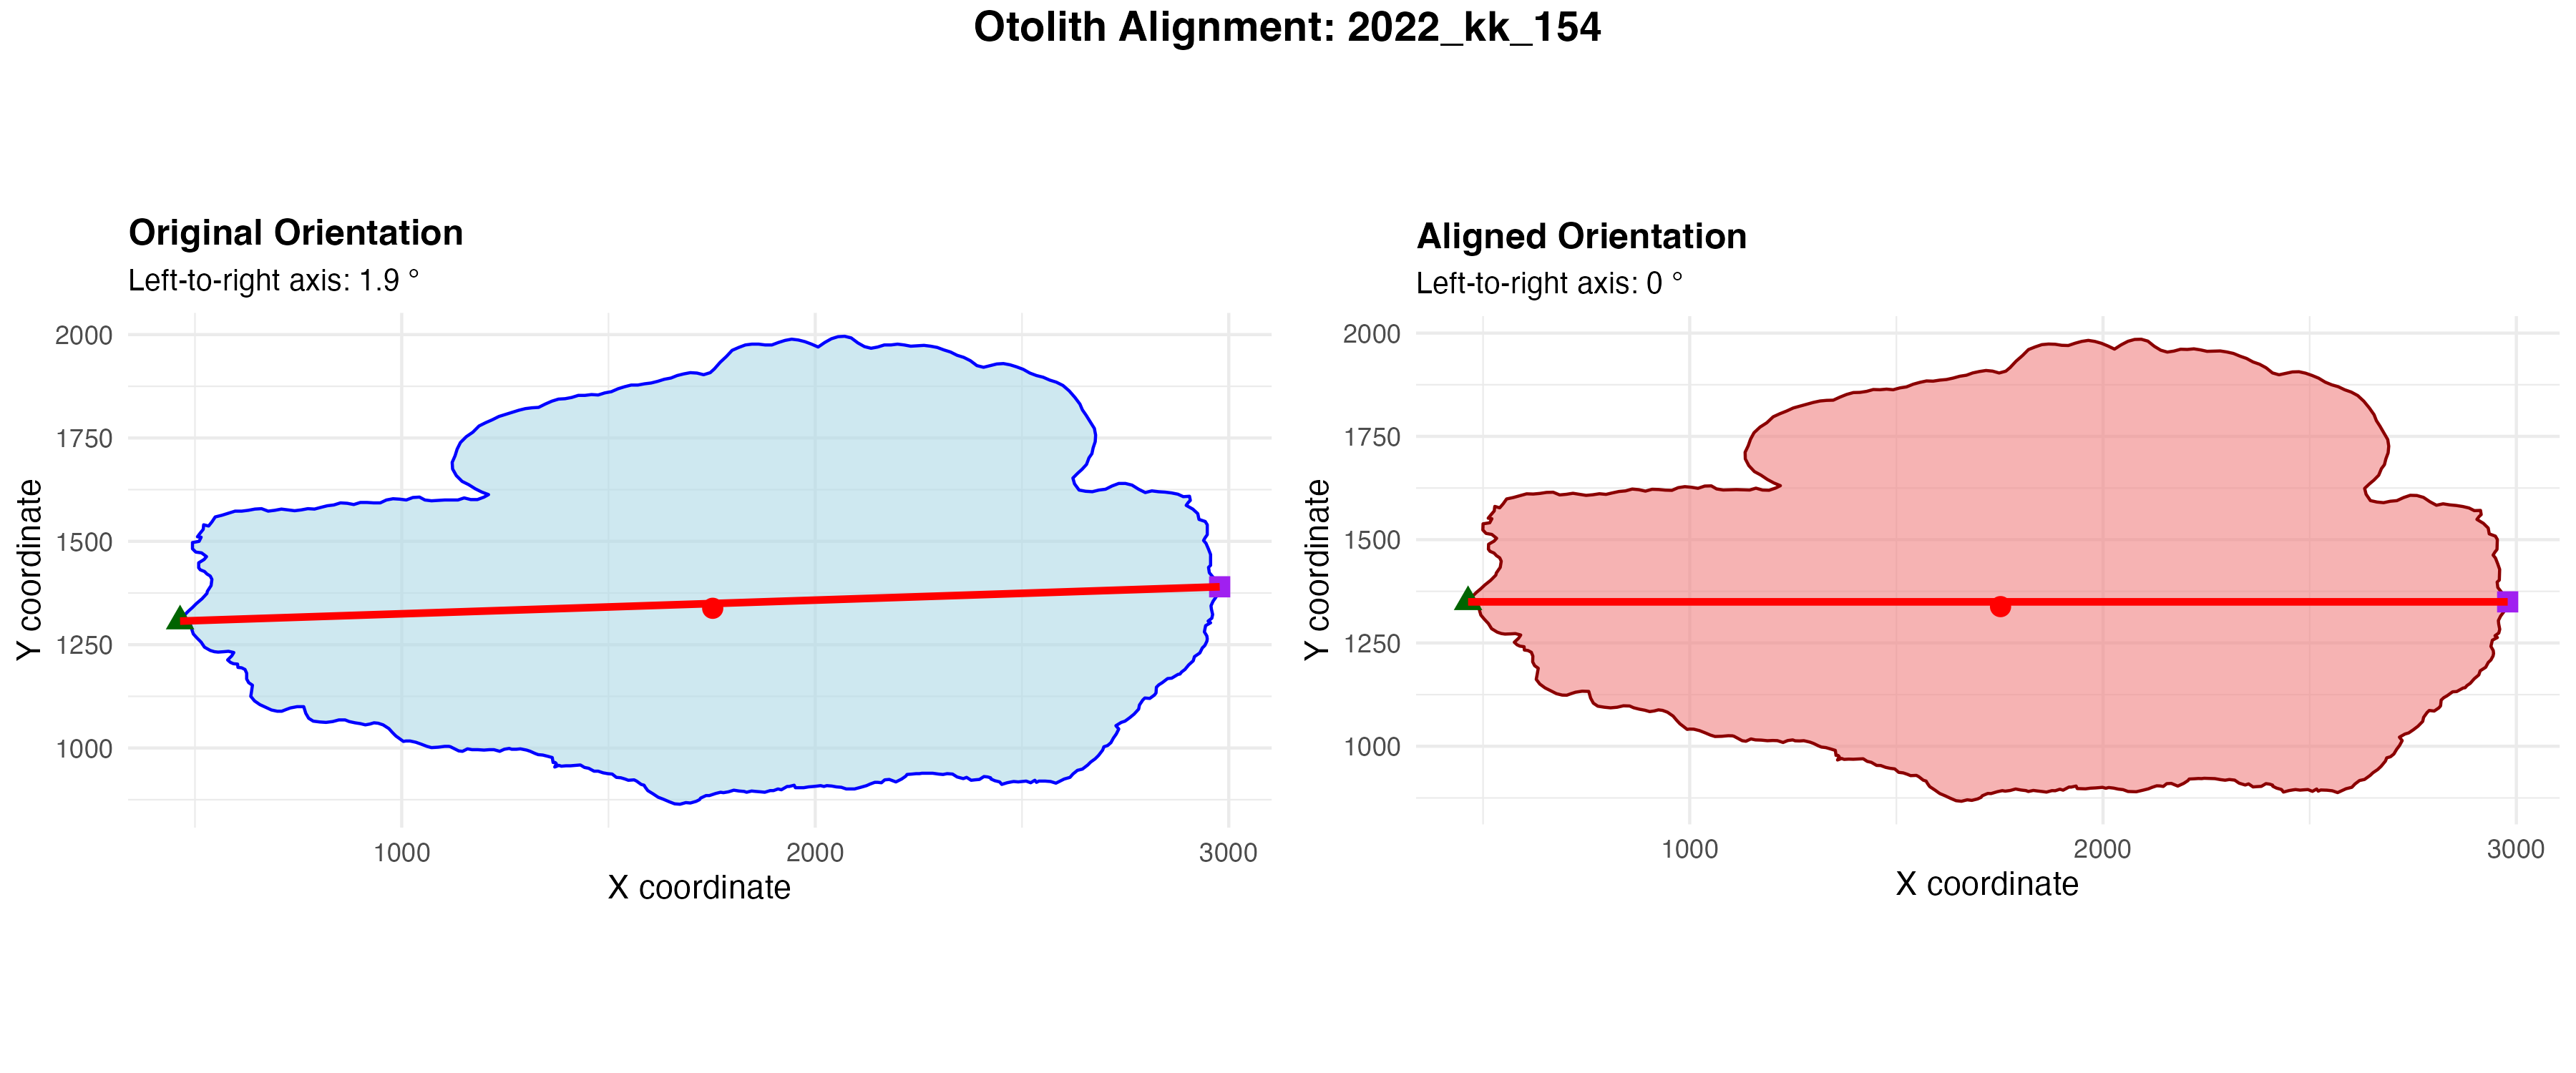 Otolith Alignment: 2022_kk_154
Original Orientation
Left-to-right axis: 1.9 °
2000
1750
1500
1250
1000
Y coordinate
1000
2000
3000
X coordinate
Aligned Orientation
Left-to-right axis: 0 °
2000
1750
1500
1250
1000
Y coordinate
1000
2000
3000
X coordinate